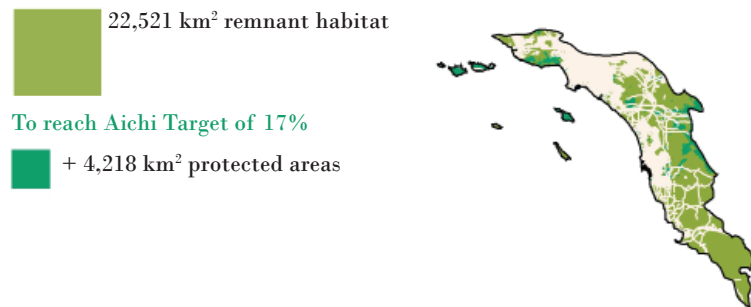 22,521 km² remnant habitat
To reach Aichi Target of 17%
+ 4,218 km² protected areas